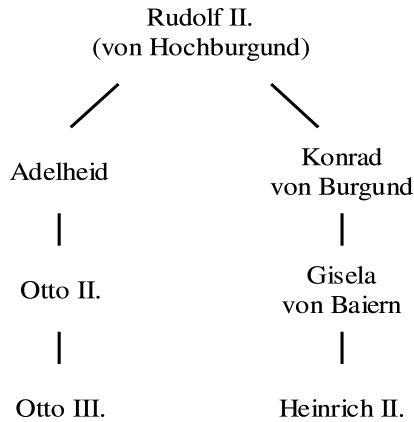 Rudolf II.
(von Hochburgund)
Adelheid
Konrad
von Burgund
Otto II.
Gisela
von Baiern
Otto III.
Heinrich II.